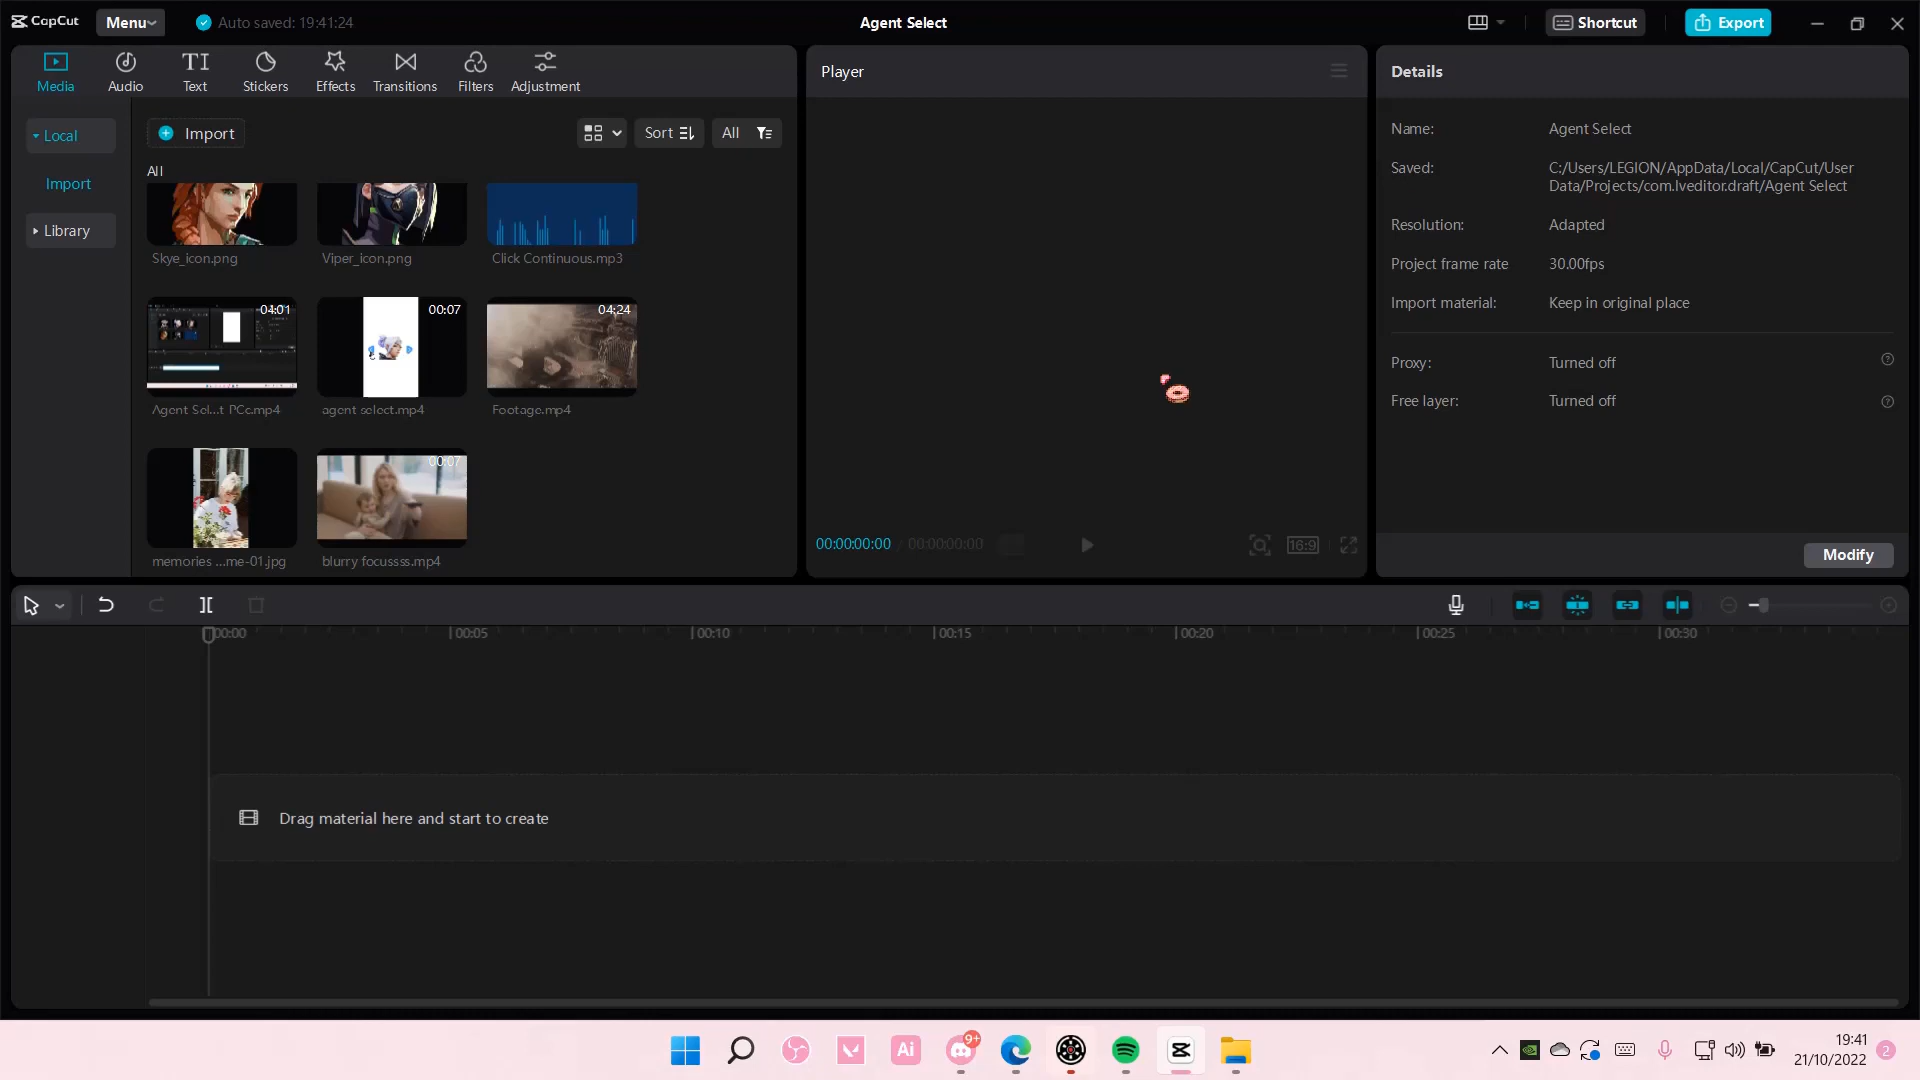 CapCut
Menu
Auto saved: 19:41:24
Agent Select
Shortcut
Export
Media
Audio
TI
Text
Stickers
Effects
Transitions
Filters
Adjustment
Player
Details
Local
Import
Library
Import
Sort
All
All
Skye_icon.png
Viper_icon.png
Click Continuous.mp3
04:01
00:07
04:24
Agent Sel...t PCc.mp4
agent select.mp4
Footage.mp4
00:07
memories ...me-01.jpg
blurry focussss.mp4
00:00:00:00 / 00:00:00:00
16:9
Name:
Agent Select
Saved:
C:/Users/LEGION/AppData/Local/CapCut/User
Data/Projects/com.lveditor.draft/Agent Select
Resolution:
Adapted
Project frame rate
30.00fps
Import material:
Keep in original place
Proxy:
Turned off
Free layer:
Turned off
Modify
00:00
00:05
00:10
00:15
00:20
00:25
00:30
Drag material here and start to create
Ai
9+
19:41
21/10/2022
2